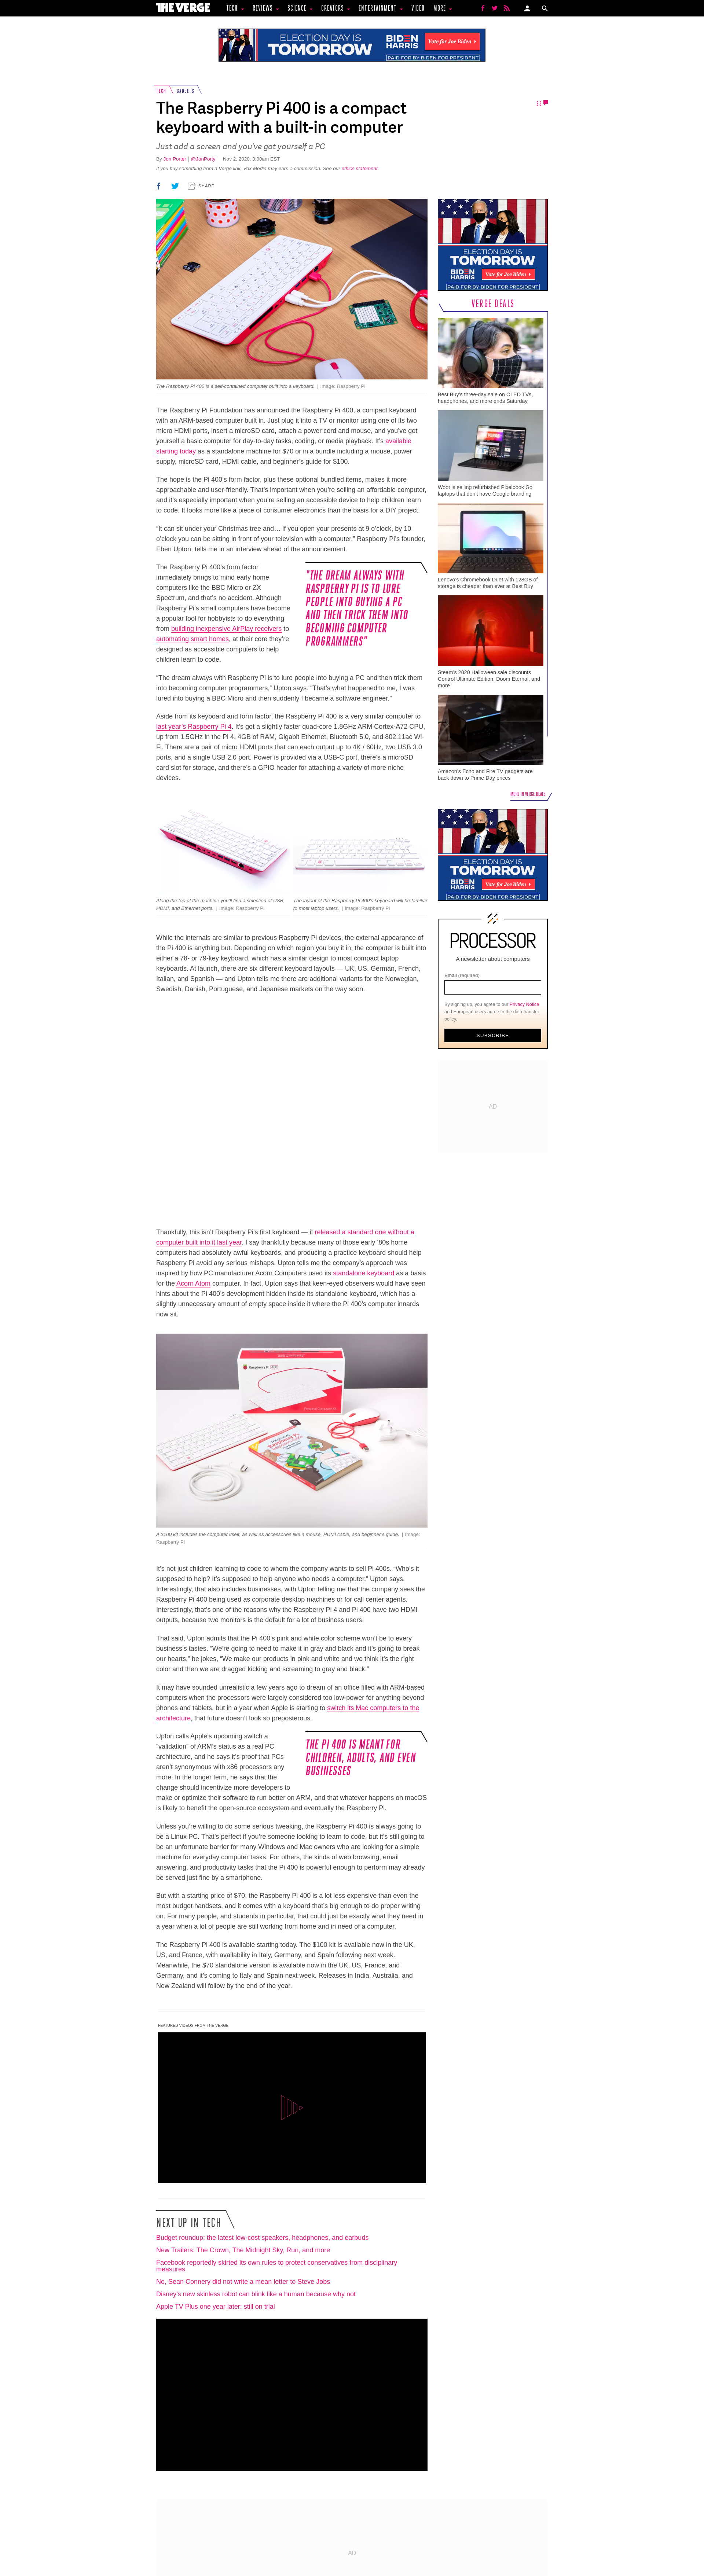 THE VERGE
TECH REVIEWS SCIENCE CREATORS ENTERTAINMENT VIDEO MORE
ELECTION DAY IS
TOMORROW
BIDEN
HARRIS
Vote for Joe Biden
PAID FOR BY BIDEN FOR PRESIDENT
TECH GADGETS
The Raspberry Pi 400 is a compact
keyboard with a built-in computer
23
Just add a screen and you've got yourself a PC
By Jon Porter | @JonPorty | Nov 2, 2020, 3:00am EST
If you buy something from a Verge link, Vox Media may earn a commission. See our ethics statement.
SHARE
The Raspberry Pi 400 is a self-contained computer built into a keyboard. | Image: Raspberry Pi
The Raspberry Pi Foundation has announced the Raspberry Pi 400, a compact keyboard
with an ARM-based computer built in. Just plug it into a TV or monitor using one of its two
micro HDMI ports, insert a microSD card, attach a power cord and mouse, and you've got
yourself a basic computer for day-to-day tasks, coding, or media playback. It's available
starting today as a standalone machine for $70 or in a bundle including a mouse, power
supply, microSD card, HDMI cable, and beginner's guide for $100.
The hope is the Pi 400's form factor, plus these optional bundled items, makes it more
approachable and user-friendly. That's important when you're selling an affordable computer,
and it's especially important when you're selling an accessible device to help children learn
to code. It looks more like a piece of consumer electronics than the basis for a DIY project.
“It can sit under your Christmas tree and… if you open your presents at 9 o'clock, by 10
o'clock you can be sitting in front of your television with a computer,” Raspberry Pi's founder,
Eben Upton, tells me in an interview ahead of the announcement.
The Raspberry Pi 400's form factor
immediately brings to mind early home
computers like the BBC Micro or ZX
Spectrum, and that's no accident. Although
Raspberry Pi's small computers have become
a popular tool for hobbyists to do everything
from building inexpensive AirPlay receivers to
automating smart homes, at their core they're
designed as accessible computers to help
children learn to code.
"THE DREAM ALWAYS WITH
RASPBERRY PI IS TO LURE
PEOPLE INTO BUYING A PC
AND THEN TRICK THEM INTO
BECOMING COMPUTER
PROGRAMMERS"
“The dream always with Raspberry Pi is to lure people into buying a PC and then trick them
into becoming computer programmers,” Upton says. “That's what happened to me, I was
lured into buying a BBC Micro and then suddenly I became a software engineer.”
Aside from its keyboard and form factor, the Raspberry Pi 400 is a very similar computer to
last year's Raspberry Pi 4. It's got a slightly faster quad-core 1.8GHz ARM Cortex-A72 CPU,
up from 1.5GHz in the Pi 4, 4GB of RAM, Gigabit Ethernet, Bluetooth 5.0, and 802.11ac Wi-
Fi. There are a pair of micro HDMI ports that can each output up to 4K / 60Hz, two USB 3.0
ports, and a single USB 2.0 port. Power is provided via a USB-C port, there's a microSD
card slot for storage, and there's a GPIO header for attaching a variety of more niche
devices.
Along the top of the machine you'll find a selection of USB,
HDMI, and Ethernet ports. | Image: Raspberry Pi
The layout of the Raspberry Pi 400's keyboard will be familiar
to most laptop users. | Image: Raspberry Pi
While the internals are similar to previous Raspberry Pi devices, the external appearance of
the Pi 400 is anything but. Depending on which region you buy it in, the computer is built into
either a 78- or 79-key keyboard, which has a similar design to most compact laptop
keyboards. At launch, there are six different keyboard layouts — UK, US, German, French,
Italian, and Spanish — and Upton tells me there are additional variants for the Norwegian,
Swedish, Danish, Portuguese, and Japanese markets on the way soon.
Thankfully, this isn't Raspberry Pi's first keyboard — it released a standard one without a
computer built into it last year. I say thankfully because many of those early '80s home
computers had absolutely awful keyboards, and producing a practice keyboard should help
Raspberry Pi avoid any serious mishaps. Upton tells me the company's approach was
inspired by how PC manufacturer Acorn Computers used its standalone keyboard as a basis
for the Acorn Atom computer. In fact, Upton says that keen-eyed observers would have seen
hints about the Pi 400's development hidden inside its standalone keyboard, which has a
slightly unnecessary amount of empty space inside it where the Pi 400's computer innards
now sit.
Raspberry Pi
A $100 kit includes the computer itself, as well as accessories like a mouse, HDMI cable, and beginner's guide. | Image:
Raspberry Pi
It's not just children learning to code to whom the company wants to sell Pi 400s. “Who's it
supposed to help? It's supposed to help anyone who needs a computer,” Upton says.
Interestingly, that also includes businesses, with Upton telling me that the company sees the
Raspberry Pi 400 being used as corporate desktop machines or for call center agents.
Interestingly, that's one of the reasons why the Raspberry Pi 4 and Pi 400 have two HDMI
outputs, because two monitors is the default for a lot of business users.
That said, Upton admits that the Pi 400's pink and white color scheme won't be to every
business's tastes. “We're going to need to make it in gray and black and it's going to break
our hearts,” he jokes, “We make our products in pink and white and we think it's the right
color and then we are dragged kicking and screaming to gray and black.”
It may have sounded unrealistic a few years ago to dream of an office filled with ARM-based
computers when the processors were largely considered too low-power for anything beyond
phones and tablets, but in a year when Apple is starting to switch its Mac computers to the
architecture, that future doesn't look so preposterous.
Upton calls Apple's upcoming switch a
“validation” of ARM's status as a real PC
architecture, and he says it's proof that PCs
aren't synonymous with x86 processors any
more. In the longer term, he says that the
change should incentivize more developers to
make or optimize their software to run better on ARM, and that whatever happens on macOS
is likely to benefit the open-source ecosystem and eventually the Raspberry Pi.
THE PI 400 IS MEANT FOR
CHILDREN, ADULTS, AND EVEN
BUSINESSES
Unless you're willing to do some serious tweaking, the Raspberry Pi 400 is always going to
be a Linux PC. That's perfect if you're someone looking to learn to code, but it's still going to
be an unfortunate barrier for many Windows and Mac owners who are looking for a simple
machine for everyday computer tasks. For others, the kinds of web browsing, email
answering, and productivity tasks that the Pi 400 is powerful enough to perform may already
be served just fine by a smartphone.
But with a starting price of $70, the Raspberry Pi 400 is a lot less expensive than even the
most budget handsets, and it comes with a keyboard that's big enough to do proper writing
on. For many people, and students in particular, that could just be exactly what they need in
a year when a lot of people are still working from home and in need of a computer.
The Raspberry Pi 400 is available starting today. The $100 kit is available now in the UK,
US, and France, with availability in Italy, Germany, and Spain following next week.
Meanwhile, the $70 standalone version is available now in the UK, US, France, and
Germany, and it's coming to Italy and Spain next week. Releases in India, Australia, and
New Zealand will follow by the end of the year.
FEATURED VIDEOS FROM THE VERGE
NEXT UP IN TECH
Budget roundup: the latest low-cost speakers, headphones, and earbuds
New Trailers: The Crown, The Midnight Sky, Run, and more
Facebook reportedly skirted its own rules to protect conservatives from disciplinary
measures
No, Sean Connery did not write a mean letter to Steve Jobs
Disney's new skinless robot can blink like a human because why not
Apple TV Plus one year later: still on trial
AD
ELECTION DAY IS
TOMORROW
BIDEN
HARRIS
Vote for Joe Biden
PAID FOR BY BIDEN FOR PRESIDENT
VERGE DEALS
Best Buy's three-day sale on OLED TVs,
headphones, and more ends Saturday
Woot is selling refurbished Pixelbook Go
laptops that don't have Google branding
Lenovo's Chromebook Duet with 128GB of
storage is cheaper than ever at Best Buy
Steam's 2020 Halloween sale discounts
Control Ultimate Edition, Doom Eternal, and
more
Amazon's Echo and Fire TV gadgets are
back down to Prime Day prices
MORE IN VERGE DEALS
ELECTION DAY IS
TOMORROW
BIDEN
HARRIS
Vote for Joe Biden
PAID FOR BY BIDEN FOR PRESIDENT
PROCESSOR
A newsletter about computers
Email (required)
By signing up, you agree to our Privacy Notice
and European users agree to the data transfer
policy.
SUBSCRIBE
AD